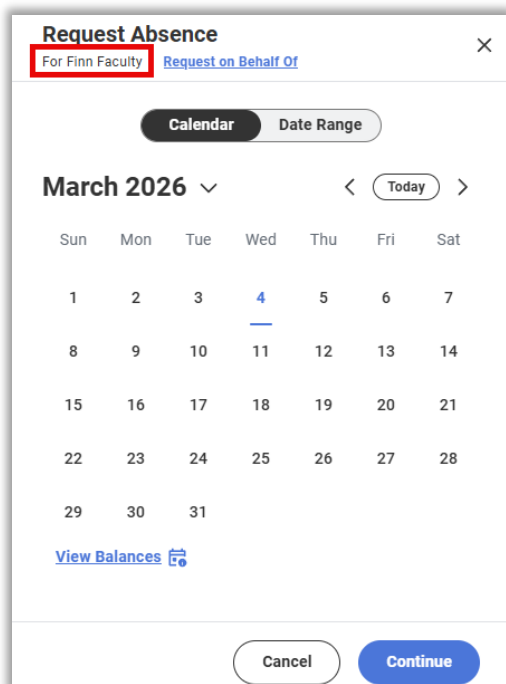 Request Absence
For Finn Faculty Request on Behalf Of
Calendar Date Range
March 2026 Today
Sun Mon Tue Wed Thu Fri Sat
1 2 3 4 5 6 7
8 9 10 11 12 13 14
15 16 17 18 19 20 21
22 23 24 25 26 27 28
29 30 31
View Balances
Cancel Continue